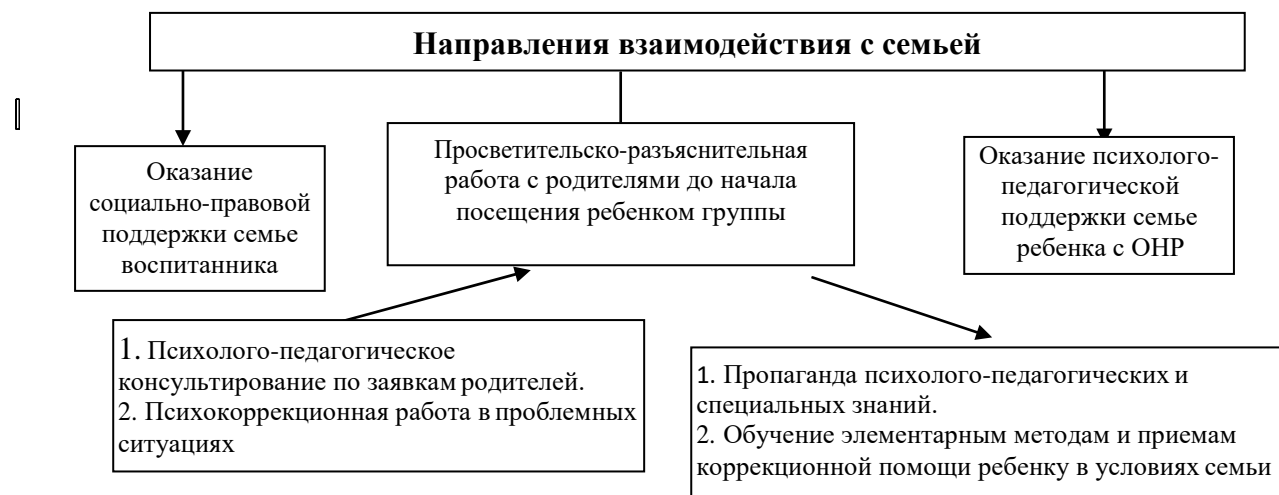 Направления взаимодействия с семьей
Оказание
социально-правовой
поддержки семье
воспитанника
Просветительско-разъяснительная
работа с родителями до начала
посещения ребенком группы
Оказание психолого-
педагогической
поддержки семье
ребенка с ОНР
1. Психолого-педагогическое
консультирование по заявкам родителей.
2. Психокоррекционная работа в проблемных
ситуациях
1. Пропаганда психолого-педагогических и
специальных знаний.
2. Обучение элементарным методам и приемам
коррекционной помощи ребенку в условиях семьи